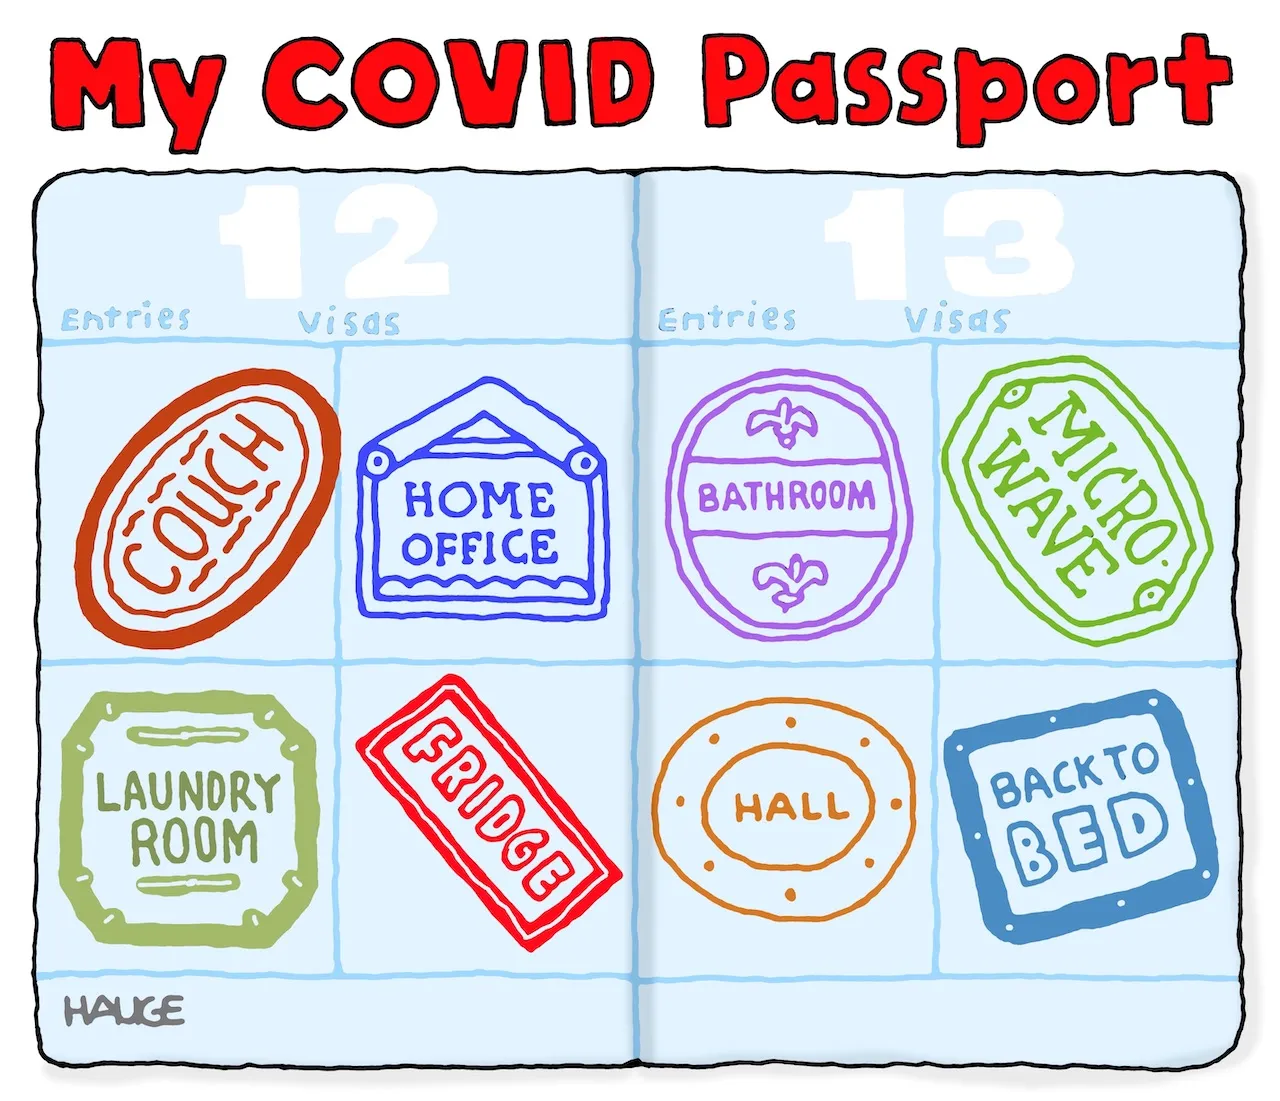 My COVID Passport
12
Entries Visas
13
Entries Visas
COUCH
HOME
OFFICE
BATHROOM
MICRO-
WAVE
LAUNDRY
ROOM
FRIDGE
HALL
BACK TO
BED
HAUGE